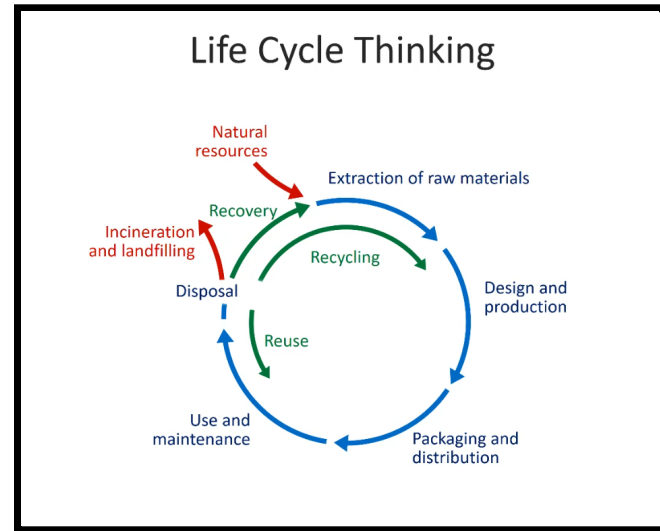 Life Cycle Thinking
Natural
resources
Extraction of raw materials
Recovery
Incineration
and landfilling
Recycling
Disposal
Design and
production
Reuse
Use and
maintenance
Packaging and
distribution